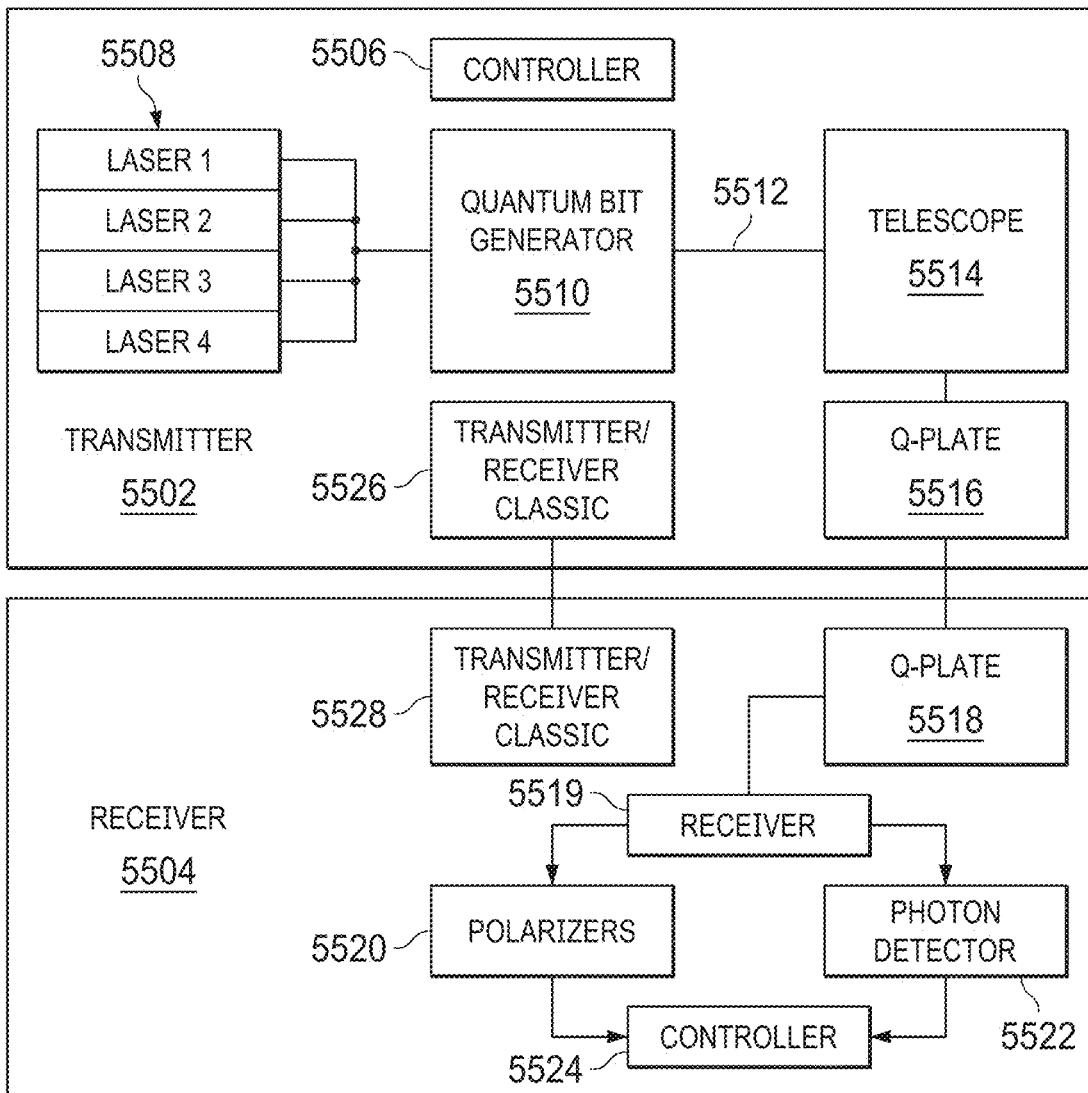 5508
5506
CONTROLLER
LASER 1
LASER 2
LASER 3
LASER 4
QUANTUM BIT
GENERATOR
5510
5512
TELESCOPE
5514
TRANSMITTER
5502
5526
TRANSMITTER/
RECEIVER
CLASSIC
Q-PLATE
5516
5528
TRANSMITTER/
RECEIVER
CLASSIC
Q-PLATE
5518
RECEIVER
5504
5519
RECEIVER
5520
POLARIZERS
PHOTON
DETECTOR
5522
CONTROLLER
5524